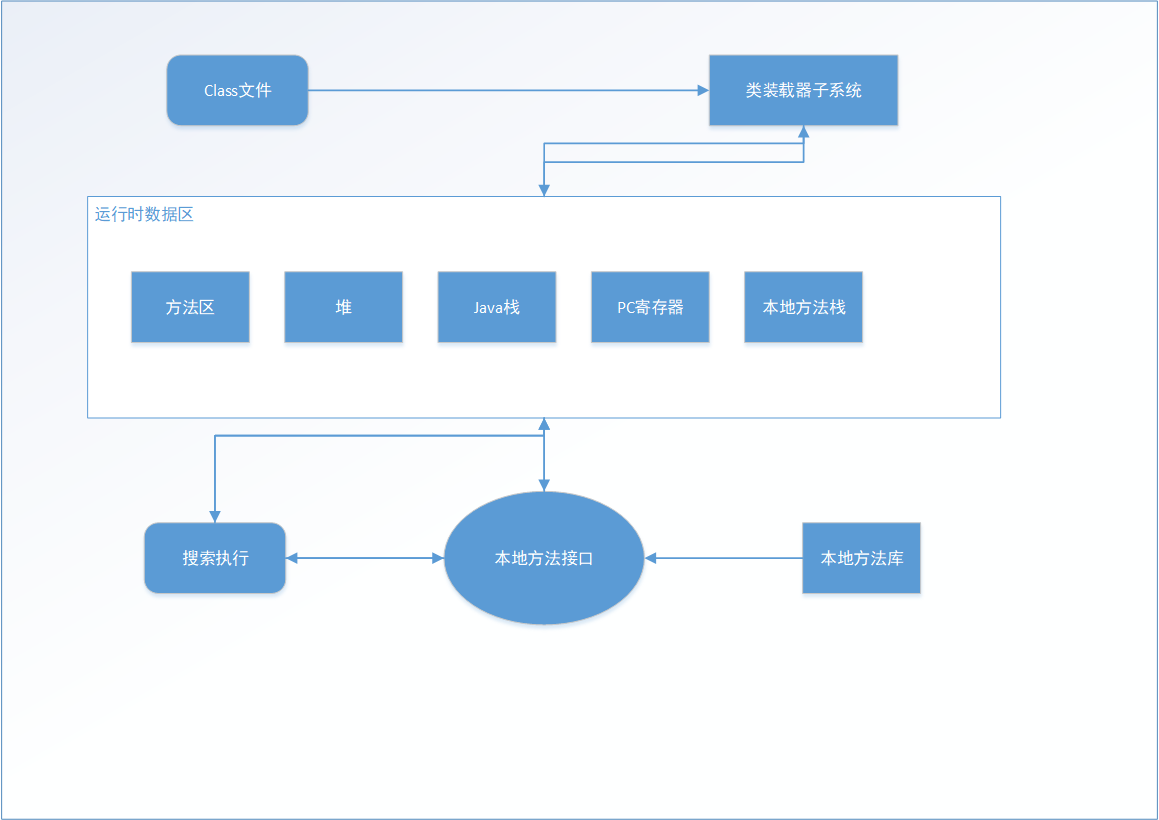 Class文件
类装载器子系统
运行时数据区
方法区
堆
Java栈
PC寄存器
本地方法栈
搜索执行
本地方法接口
本地方法库